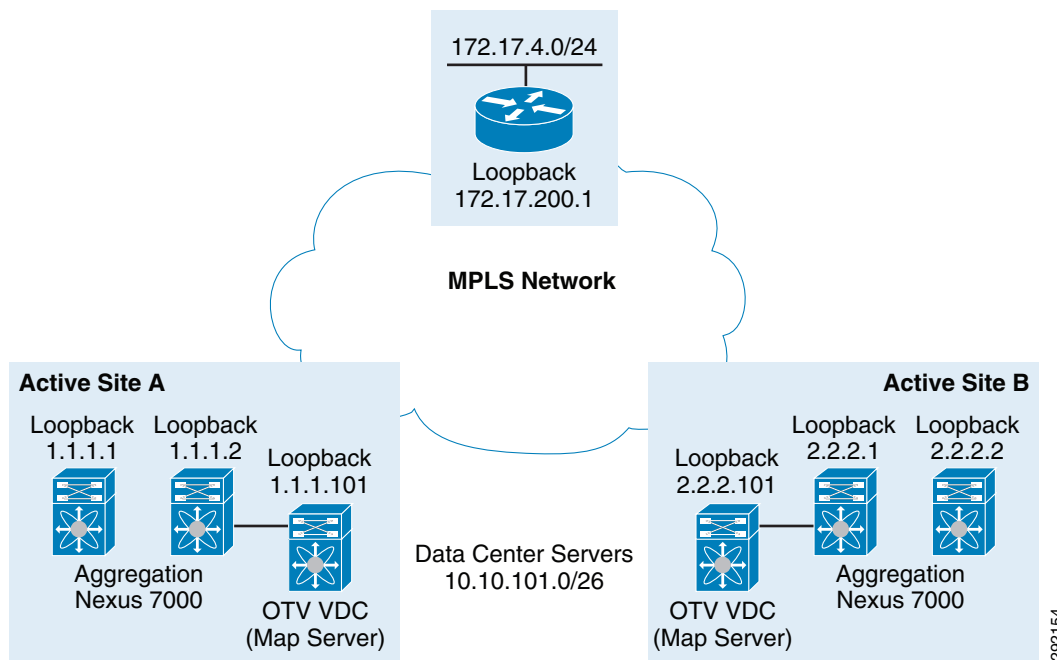 172.17.4.0/24
Loopback
172.17.200.1
MPLS Network
Active Site A
Loopback
1.1.1.1
Loopback
1.1.1.2
Loopback
1.1.1.101
Aggregation
Nexus 7000
OTV VDC
(Map Server)
Data Center Servers
10.10.101.0/26
Active Site B
Loopback
2.2.2.101
Loopback
2.2.2.1
Loopback
2.2.2.2
OTV VDC
(Map Server)
Aggregation
Nexus 7000
292154